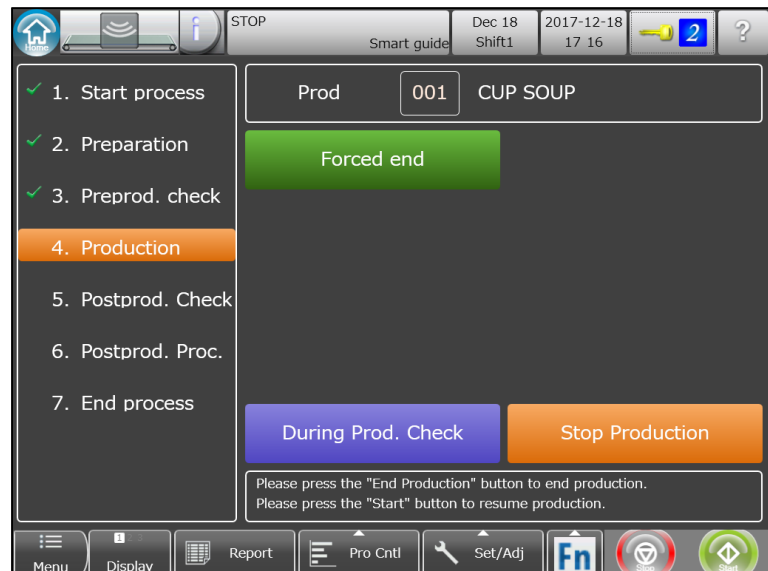 STOP
Smart guide
Dec 18
Shift1
2017-12-18
17 16
2
?
Home
i
1. Start process
2. Preparation
3. Preprod. check
4. Production
5. Postprod. Check
6. Postprod. Proc.
7. End process
Prod 001 CUP SOUP
Forced end
During Prod. Check
Stop Production
Please press the "End Production" button to end production.
Please press the "Start" button to resume production.
Menu
1 2 3
Display
Report
Pro Cntl
Set/Adj
Fn
Stop
Start